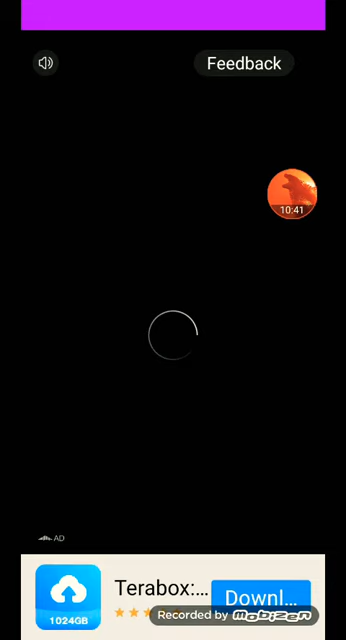 Feedback
10:41
AD
Terabox:...
Downl...
1024GB
Recorded by mobizen